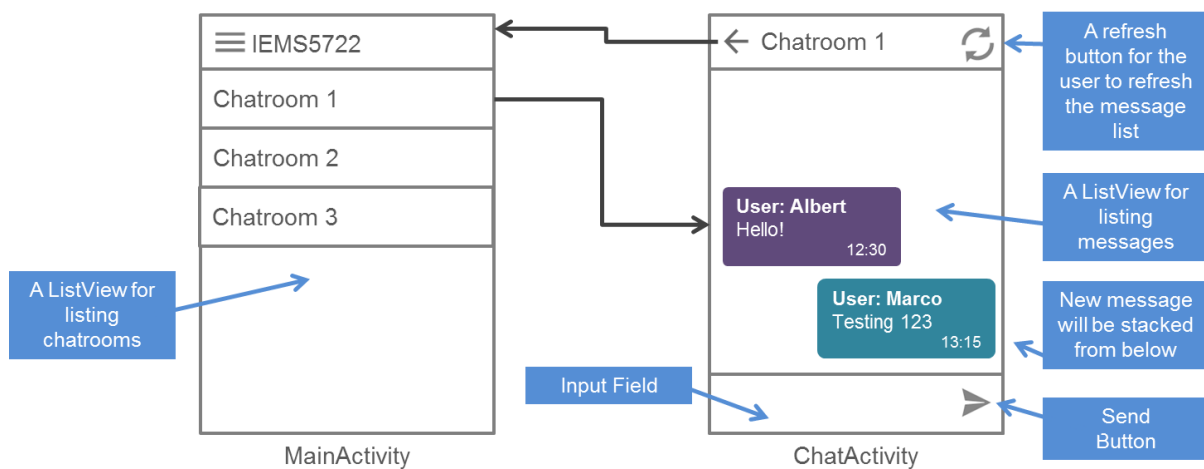 IEMS5722
Chatroom 1
Chatroom 2
Chatroom 3
A ListView for
listing
chatrooms
MainActivity
Chatroom 1
User: Albert
Hello!
12:30
User: Marco
Testing 123
13:15
Input Field
ChatActivity
A refresh
button for the
user to refresh
the message
list
A ListView for
listing
messages
New message
will be stacked
from below
Send
Button